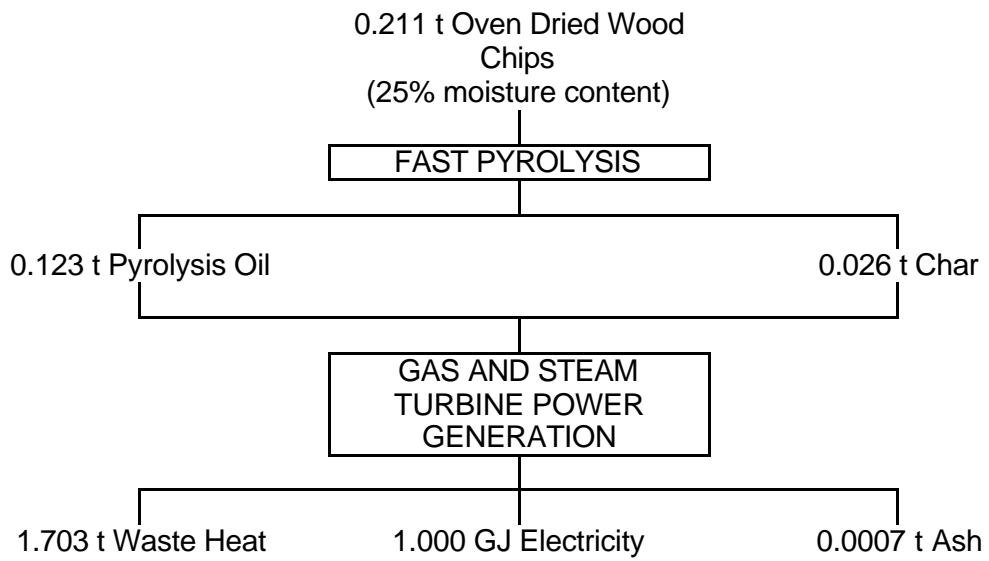 0.211 t Oven Dried Wood
Chips
(25% moisture content)
FAST PYROLYSIS
0.123 t Pyrolysis Oil
0.026 t Char
GAS AND STEAM
TURBINE POWER
GENERATION
1.703 t Waste Heat
1.000 GJ Electricity
0.0007 t Ash